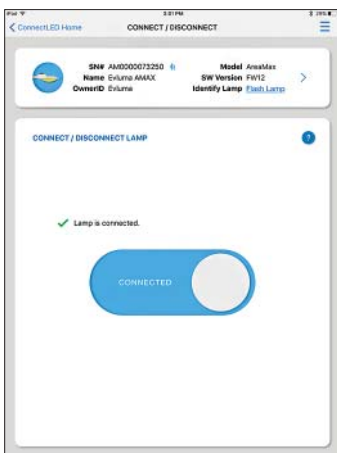 iPad
3:31 PM
ConnectLED Home
CONNECT / DISCONNECT
SN# AM0000073250
Model AreaMax
Name Evluma AMAX
SW Version FW12
OwnerID Evluma
Identify Lamp Flash Lamp
CONNECT / DISCONNECT LAMP
?
Lamp is connected.
CONNECTED